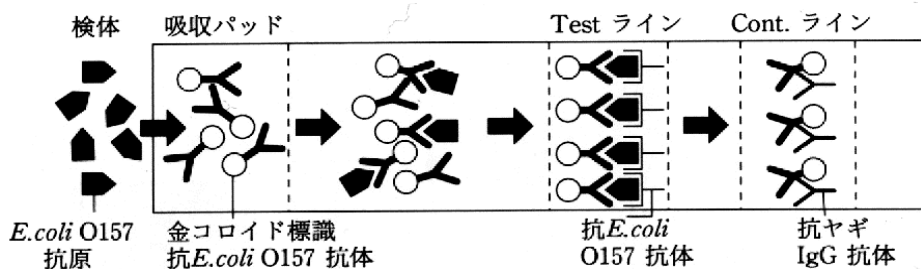 検体
吸収パッド
Test ライン
Cont. ライン
E.coli O157
抗原
金コロイド標識
抗E.coli O157 抗体
抗E.coli
O157 抗体
抗ヤギ
IgG 抗体